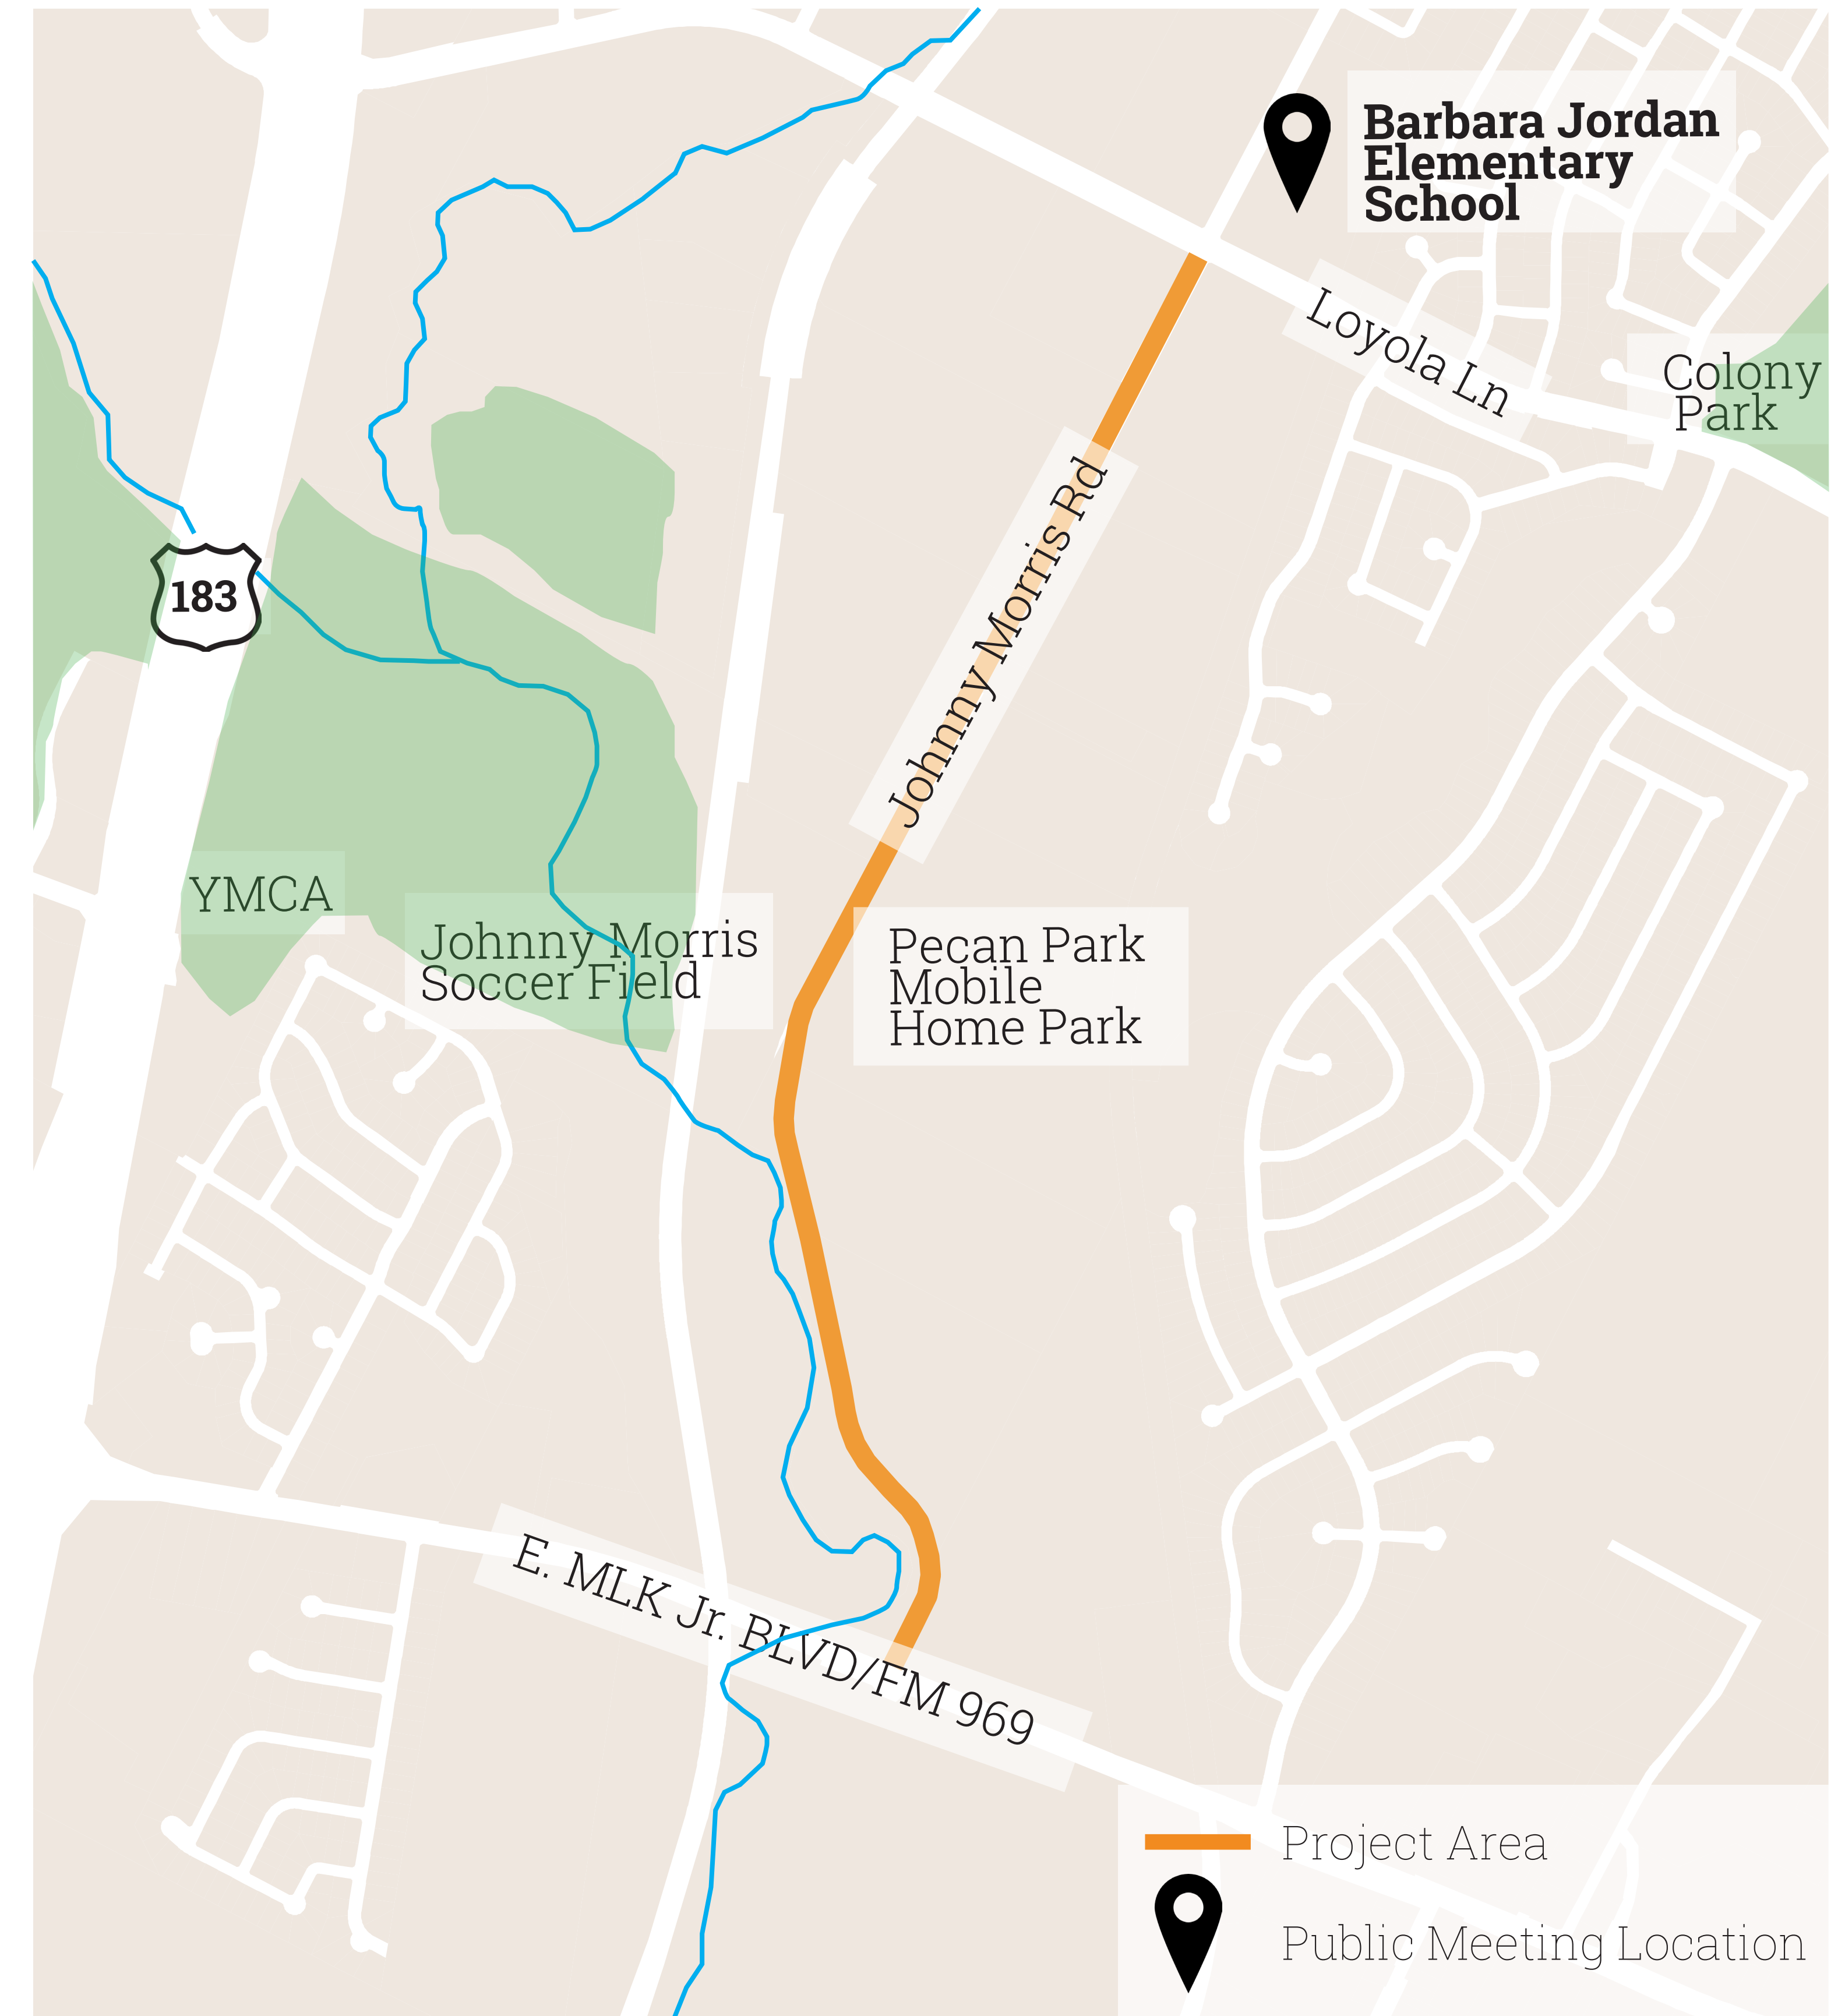 Barbara Jordan
Elementary
School
Loyola Ln
Colony
Park
Johnny Morris Rd
183
YMCA
Johnny Morris
Soccer Field
Pecan Park
Mobile
Home Park
E. MLK Jr. BLVD/FM 969
Project Area
Public Meeting Location